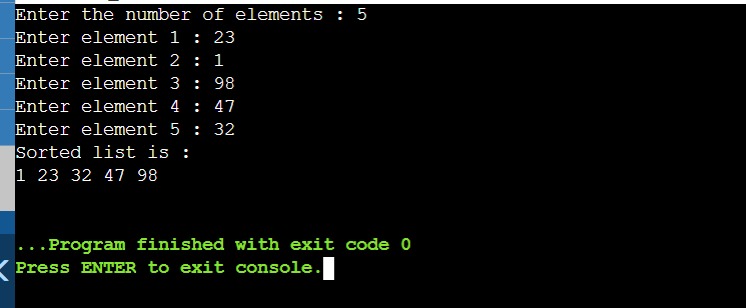 Enter the number of elements : 5
Enter element 1 : 23
Enter element 2 : 1
Enter element 3 : 98
Enter element 4 : 47
Enter element 5 : 32
Sorted list is :
1 23 32 47 98
...Program finished with exit code 0
Press ENTER to exit console.